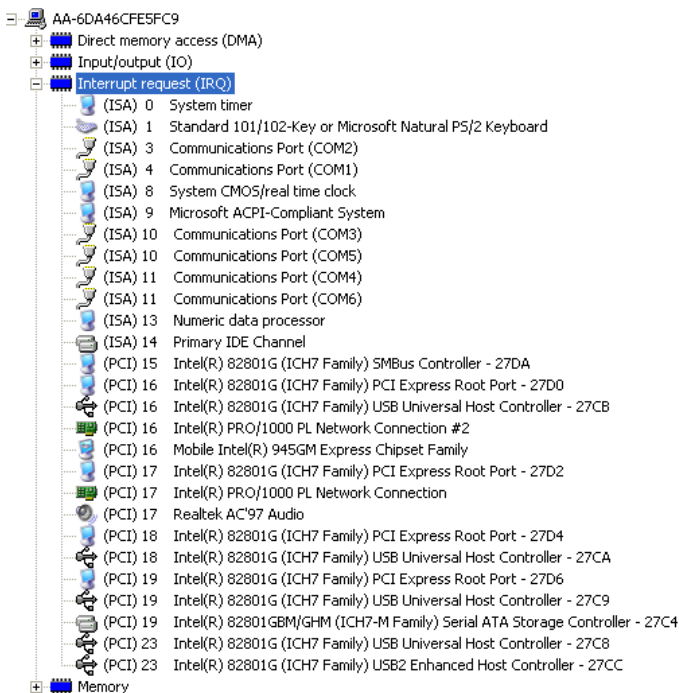 AA-6DA46CFE5FC9
Direct memory access (DMA)
Input/output (IO)
Interrupt request (IRQ)
(ISA) 0 System timer
(ISA) 1 Standard 101/102-Key or Microsoft Natural PS/2 Keyboard
(ISA) 3 Communications Port (COM2)
(ISA) 4 Communications Port (COM1)
(ISA) 8 System CMOS/real time clock
(ISA) 9 Microsoft ACPI-Compliant System
(ISA) 10 Communications Port (COM3)
(ISA) 10 Communications Port (COM5)
(ISA) 11 Communications Port (COM4)
(ISA) 11 Communications Port (COM6)
(ISA) 13 Numeric data processor
(ISA) 14 Primary IDE Channel
(PCI) 15 Intel(R) 82801G (ICH7 Family) SMBus Controller - 27DA
(PCI) 16 Intel(R) 82801G (ICH7 Family) PCI Express Root Port - 27D0
(PCI) 16 Intel(R) 82801G (ICH7 Family) USB Universal Host Controller - 27CB
(PCI) 16 Intel(R) PRO/1000 PL Network Connection #2
(PCI) 16 Mobile Intel(R) 945GM Express Chipset Family
(PCI) 17 Intel(R) 82801G (ICH7 Family) PCI Express Root Port - 27D2
(PCI) 17 Intel(R) PRO/1000 PL Network Connection
(PCI) 17 Realtek AC'97 Audio
(PCI) 18 Intel(R) 82801G (ICH7 Family) PCI Express Root Port - 27D4
(PCI) 18 Intel(R) 82801G (ICH7 Family) USB Universal Host Controller - 27CA
(PCI) 19 Intel(R) 82801G (ICH7 Family) PCI Express Root Port - 27D6
(PCI) 19 Intel(R) 82801G (ICH7 Family) USB Universal Host Controller - 27C9
(PCI) 19 Intel(R) 82801GBM/GHM (ICH7-M Family) Serial ATA Storage Controller - 27C4
(PCI) 23 Intel(R) 82801G (ICH7 Family) USB Universal Host Controller - 27C8
(PCI) 23 Intel(R) 82801G (ICH7 Family) USB2 Enhanced Host Controller - 27CC
Memory